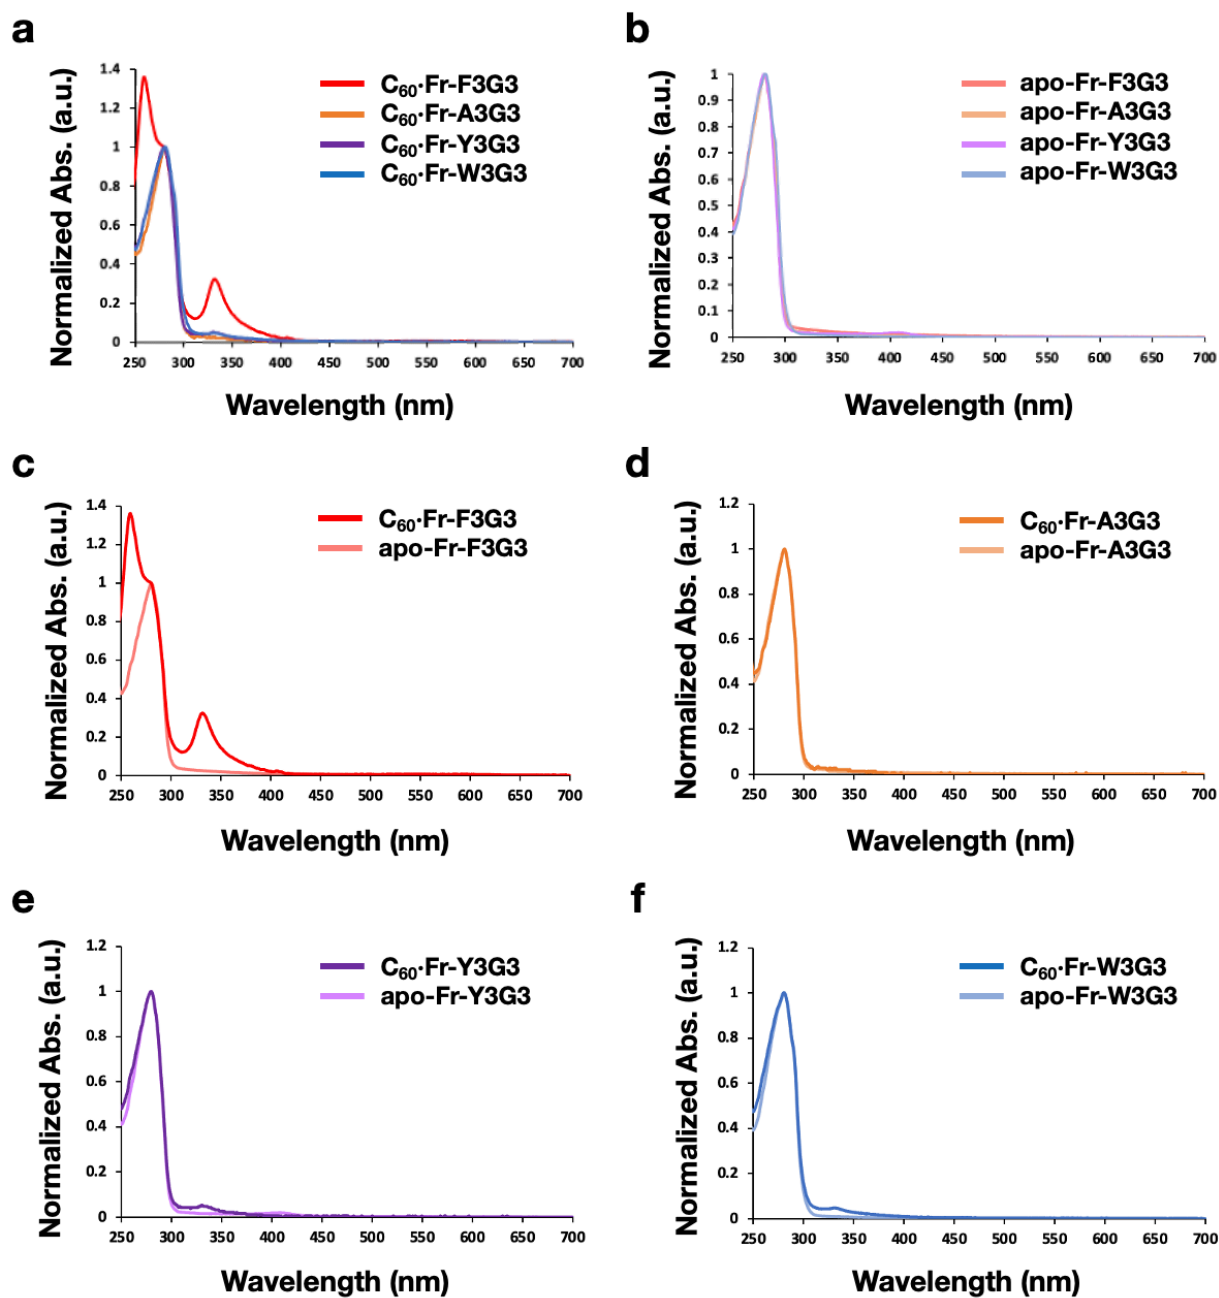 a
Normalized Abs. (a.u.)
1.4
1.2
1
0.8
0.6
0.4
0.2
0
250 300 350 400 450 500 550 600 650 700
Wavelength (nm)
C₆₀·Fr-F3G3
C₆₀·Fr-A3G3
C₆₀·Fr-Y3G3
C₆₀·Fr-W3G3
b
Normalized Abs. (a.u.)
1
0.9
0.8
0.7
0.6
0.5
0.4
0.3
0.2
0.1
0
250 300 350 400 450 500 550 600 650 700
Wavelength (nm)
apo-Fr-F3G3
apo-Fr-A3G3
apo-Fr-Y3G3
apo-Fr-W3G3
c
Normalized Abs. (a.u.)
1.4
1.2
1
0.8
0.6
0.4
0.2
0
250 300 350 400 450 500 550 600 650 700
Wavelength (nm)
C₆₀·Fr-F3G3
apo-Fr-F3G3
d
Normalized Abs. (a.u.)
1.2
1
0.8
0.6
0.4
0.2
0
250 300 350 400 450 500 550 600 650 700
Wavelength (nm)
C₆₀·Fr-A3G3
apo-Fr-A3G3
e
Normalized Abs. (a.u.)
1.2
1
0.8
0.6
0.4
0.2
0
250 300 350 400 450 500 550 600 650 700
Wavelength (nm)
C₆₀·Fr-Y3G3
apo-Fr-Y3G3
f
Normalized Abs. (a.u.)
1.2
1
0.8
0.6
0.4
0.2
0
250 300 350 400 450 500 550 600 650 700
Wavelength (nm)
C₆₀·Fr-W3G3
apo-Fr-W3G3